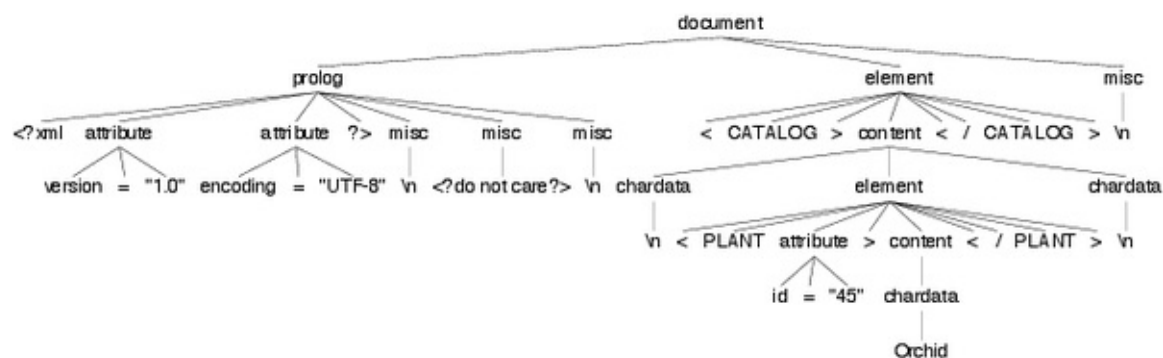 document
prolog element misc
<?xml attribute attribute ?> misc misc misc < CATALOG > content < / CATALOG > \n
version = "1.0" encoding = "UTF-8" \n <?do not care?> \n chardata element chardata
\n < PLANT attribute > content < / PLANT > \n
id = "45" chardata
Orchid